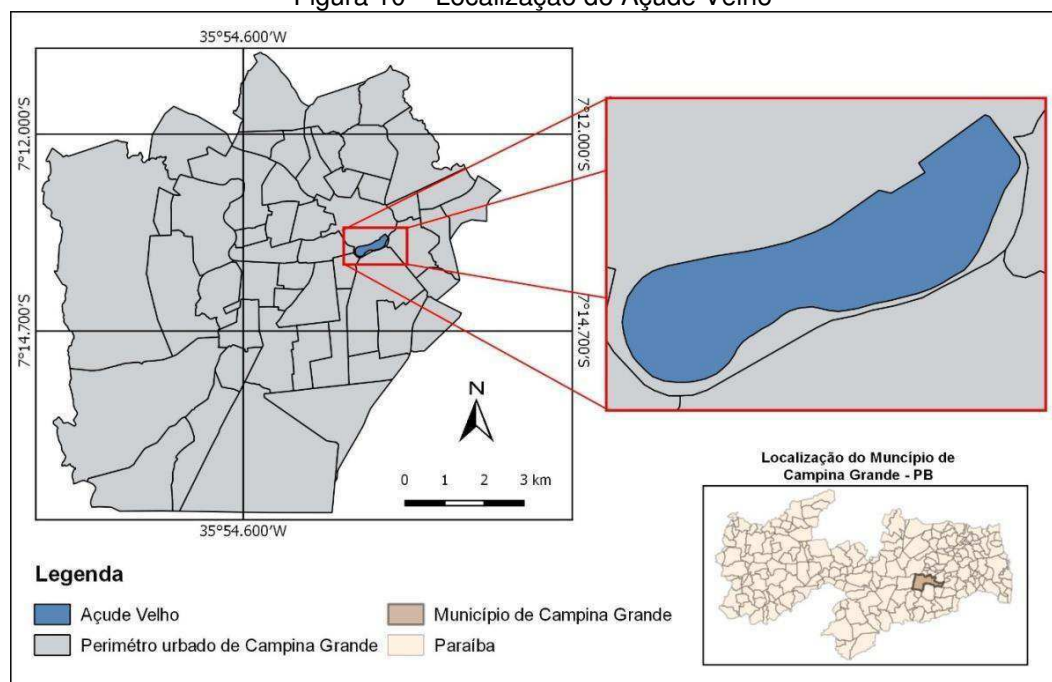 Figura 10 – Localização do Açude Velho
35°54.600'W
7°12.000'S
7°12.000'S
7°14.700'S
7°14.700'S
N
0 1 2 3 km
35°54.600'W
Localização do Muncípio de
Campina Grande - PB
Legenda
Açude Velho
Município de Campina Grande
Perimétro urbado de Campina Grande
Paraíba